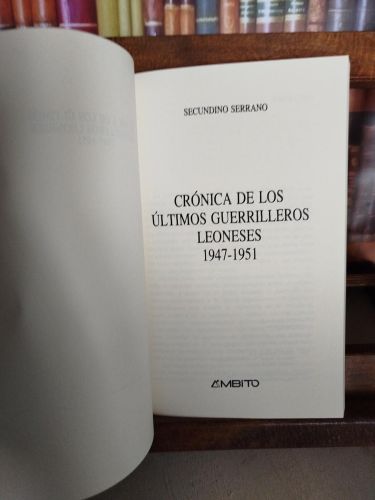 SECUNDINO SERRANO
CRÓNICA DE LOS
ÚLTIMOS GUERRILLEROS
LEONESES
1947-1951
ÁMBITO